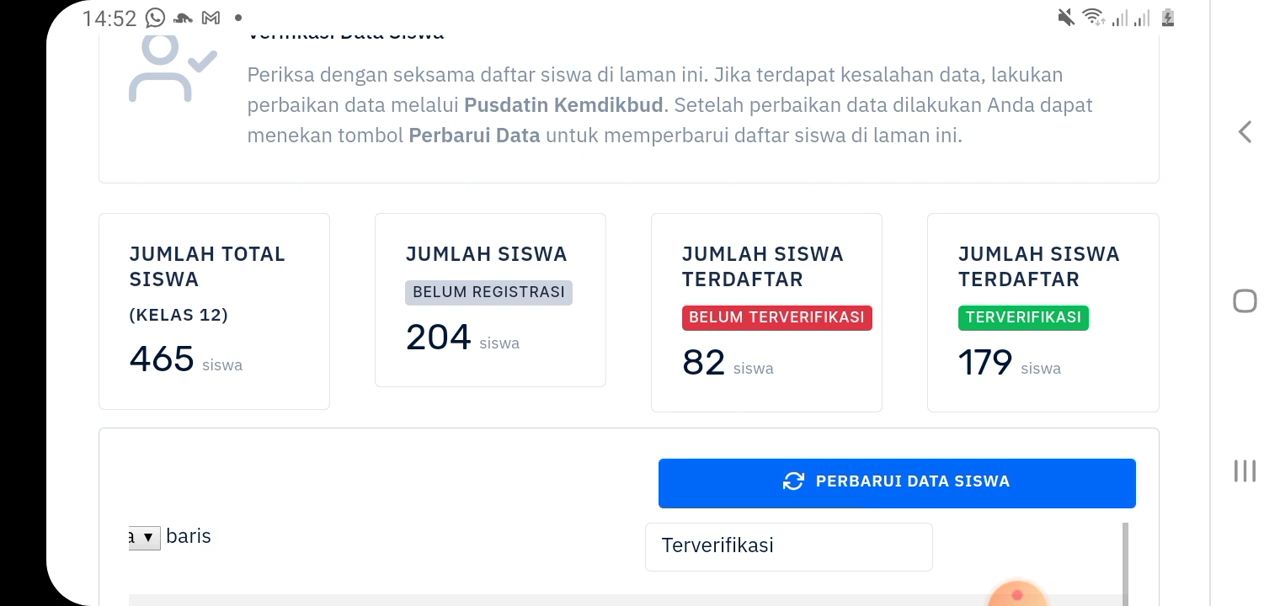 14:52
Verifikasi Data Siswa
Periksa dengan seksama daftar siswa di laman ini. Jika terdapat kesalahan data, lakukan
perbaikan data melalui Pusdatin Kemdikbud. Setelah perbaikan data dilakukan Anda dapat
menekan tombol Perbarui Data untuk memperbarui daftar siswa di laman ini.
JUMLAH TOTAL
SISWA
(KELAS 12)
465 siswa
JUMLAH SISWA
BELUM REGISTRASI
204 siswa
JUMLAH SISWA
TERDAFTAR
BELUM TERVERIFIKASI
82 siswa
JUMLAH SISWA
TERDAFTAR
TERVERIFIKASI
179 siswa
PERBARUI DATA SISWA
a baris
Terverifikasi